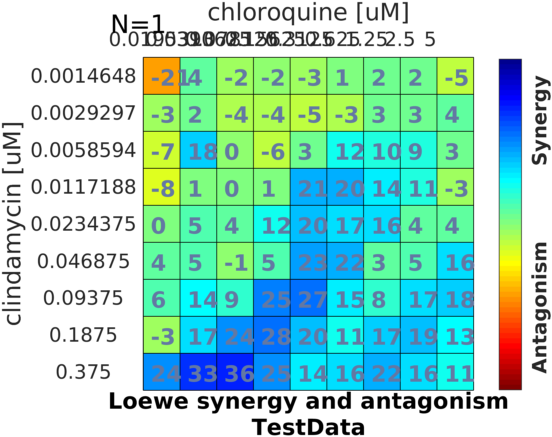 chloroquine [uM]
N=1
2.5 5
0.0014648 -21 4 -2 -2 -3 1 2 2 -5
0.0029297 -3 2 -4 -4 -5 -3 3 3 4
0.0058594 -7 18 0 -6 3 12 10 9 3
0.0117188 -8 1 0 1 21 20 14 11 -3
0.0234375 0 5 4 12 20 17 16 4 4
0.046875 4 5 -1 5 23 22 3 5 16
0.09375 6 14 9 25 27 15 8 17 18
0.1875 -3 17 24 28 20 11 17 19 13
0.375 24 33 36 25 14 16 22 16 11
clindamycin [uM]
Synergy
Antagonism
Loewe synergy and antagonism
TestData